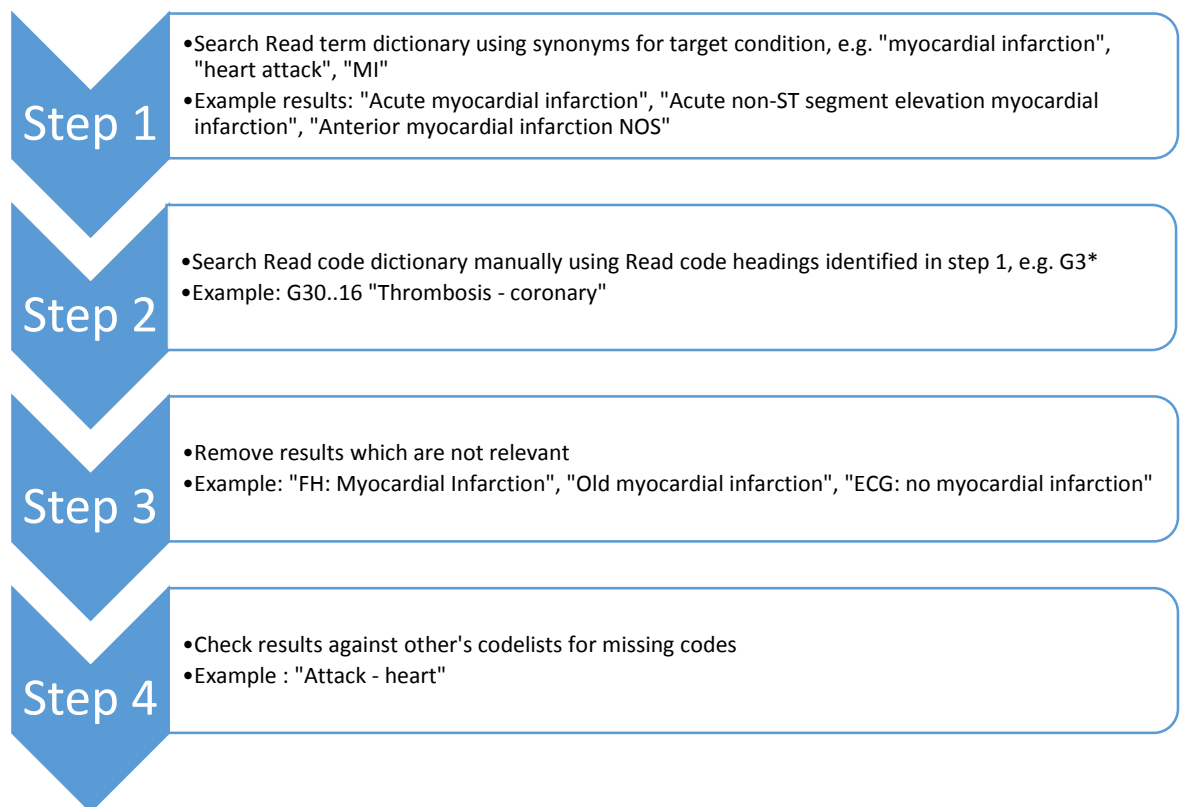 Step 1
•Search Read term dictionary using synonyms for target condition, e.g. "myocardial infarction",
"heart attack", "MI"
•Example results: "Acute myocardial infarction", "Acute non-ST segment elevation myocardial
infarction", "Anterior myocardial infarction NOS"
Step 2
•Search Read code dictionary manually using Read code headings identified in step 1, e.g. G3*
•Example: G30..16 "Thrombosis - coronary"
Step 3
•Remove results which are not relevant
•Example: "FH: Myocardial Infarction", "Old myocardial infarction", "ECG: no myocardial infarction"
Step 4
•Check results against other's codelists for missing codes
•Example : "Attack - heart"